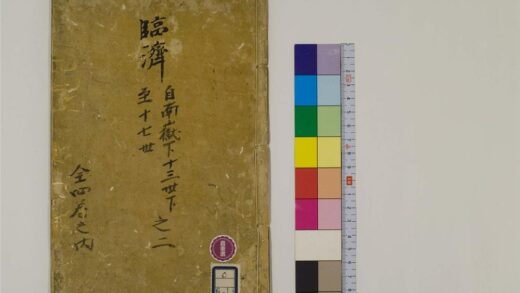 臨濟
自南嶽下十三世下
至十七世
之二
全四卷之内